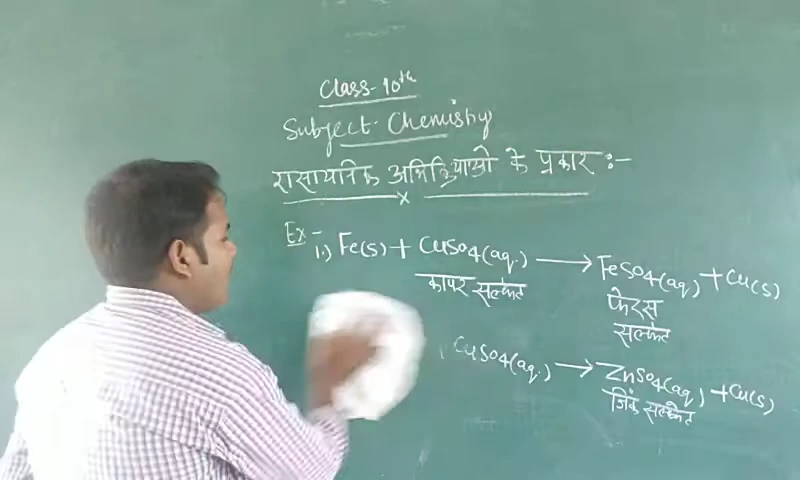 Class-10th
Subject- Chemistry
रासायनिक अभिक्रियाओ के प्रकार :-
x
Ex-
1.) Fe(s) + CuSO4(aq.) → FeSO4(aq) + Cu(s)
कापर सल्फेट
फेरस
सल्फेट
CuSO4(aq.) → ZnSO4(aq) + Cu(s)
जिंक सल्फेट